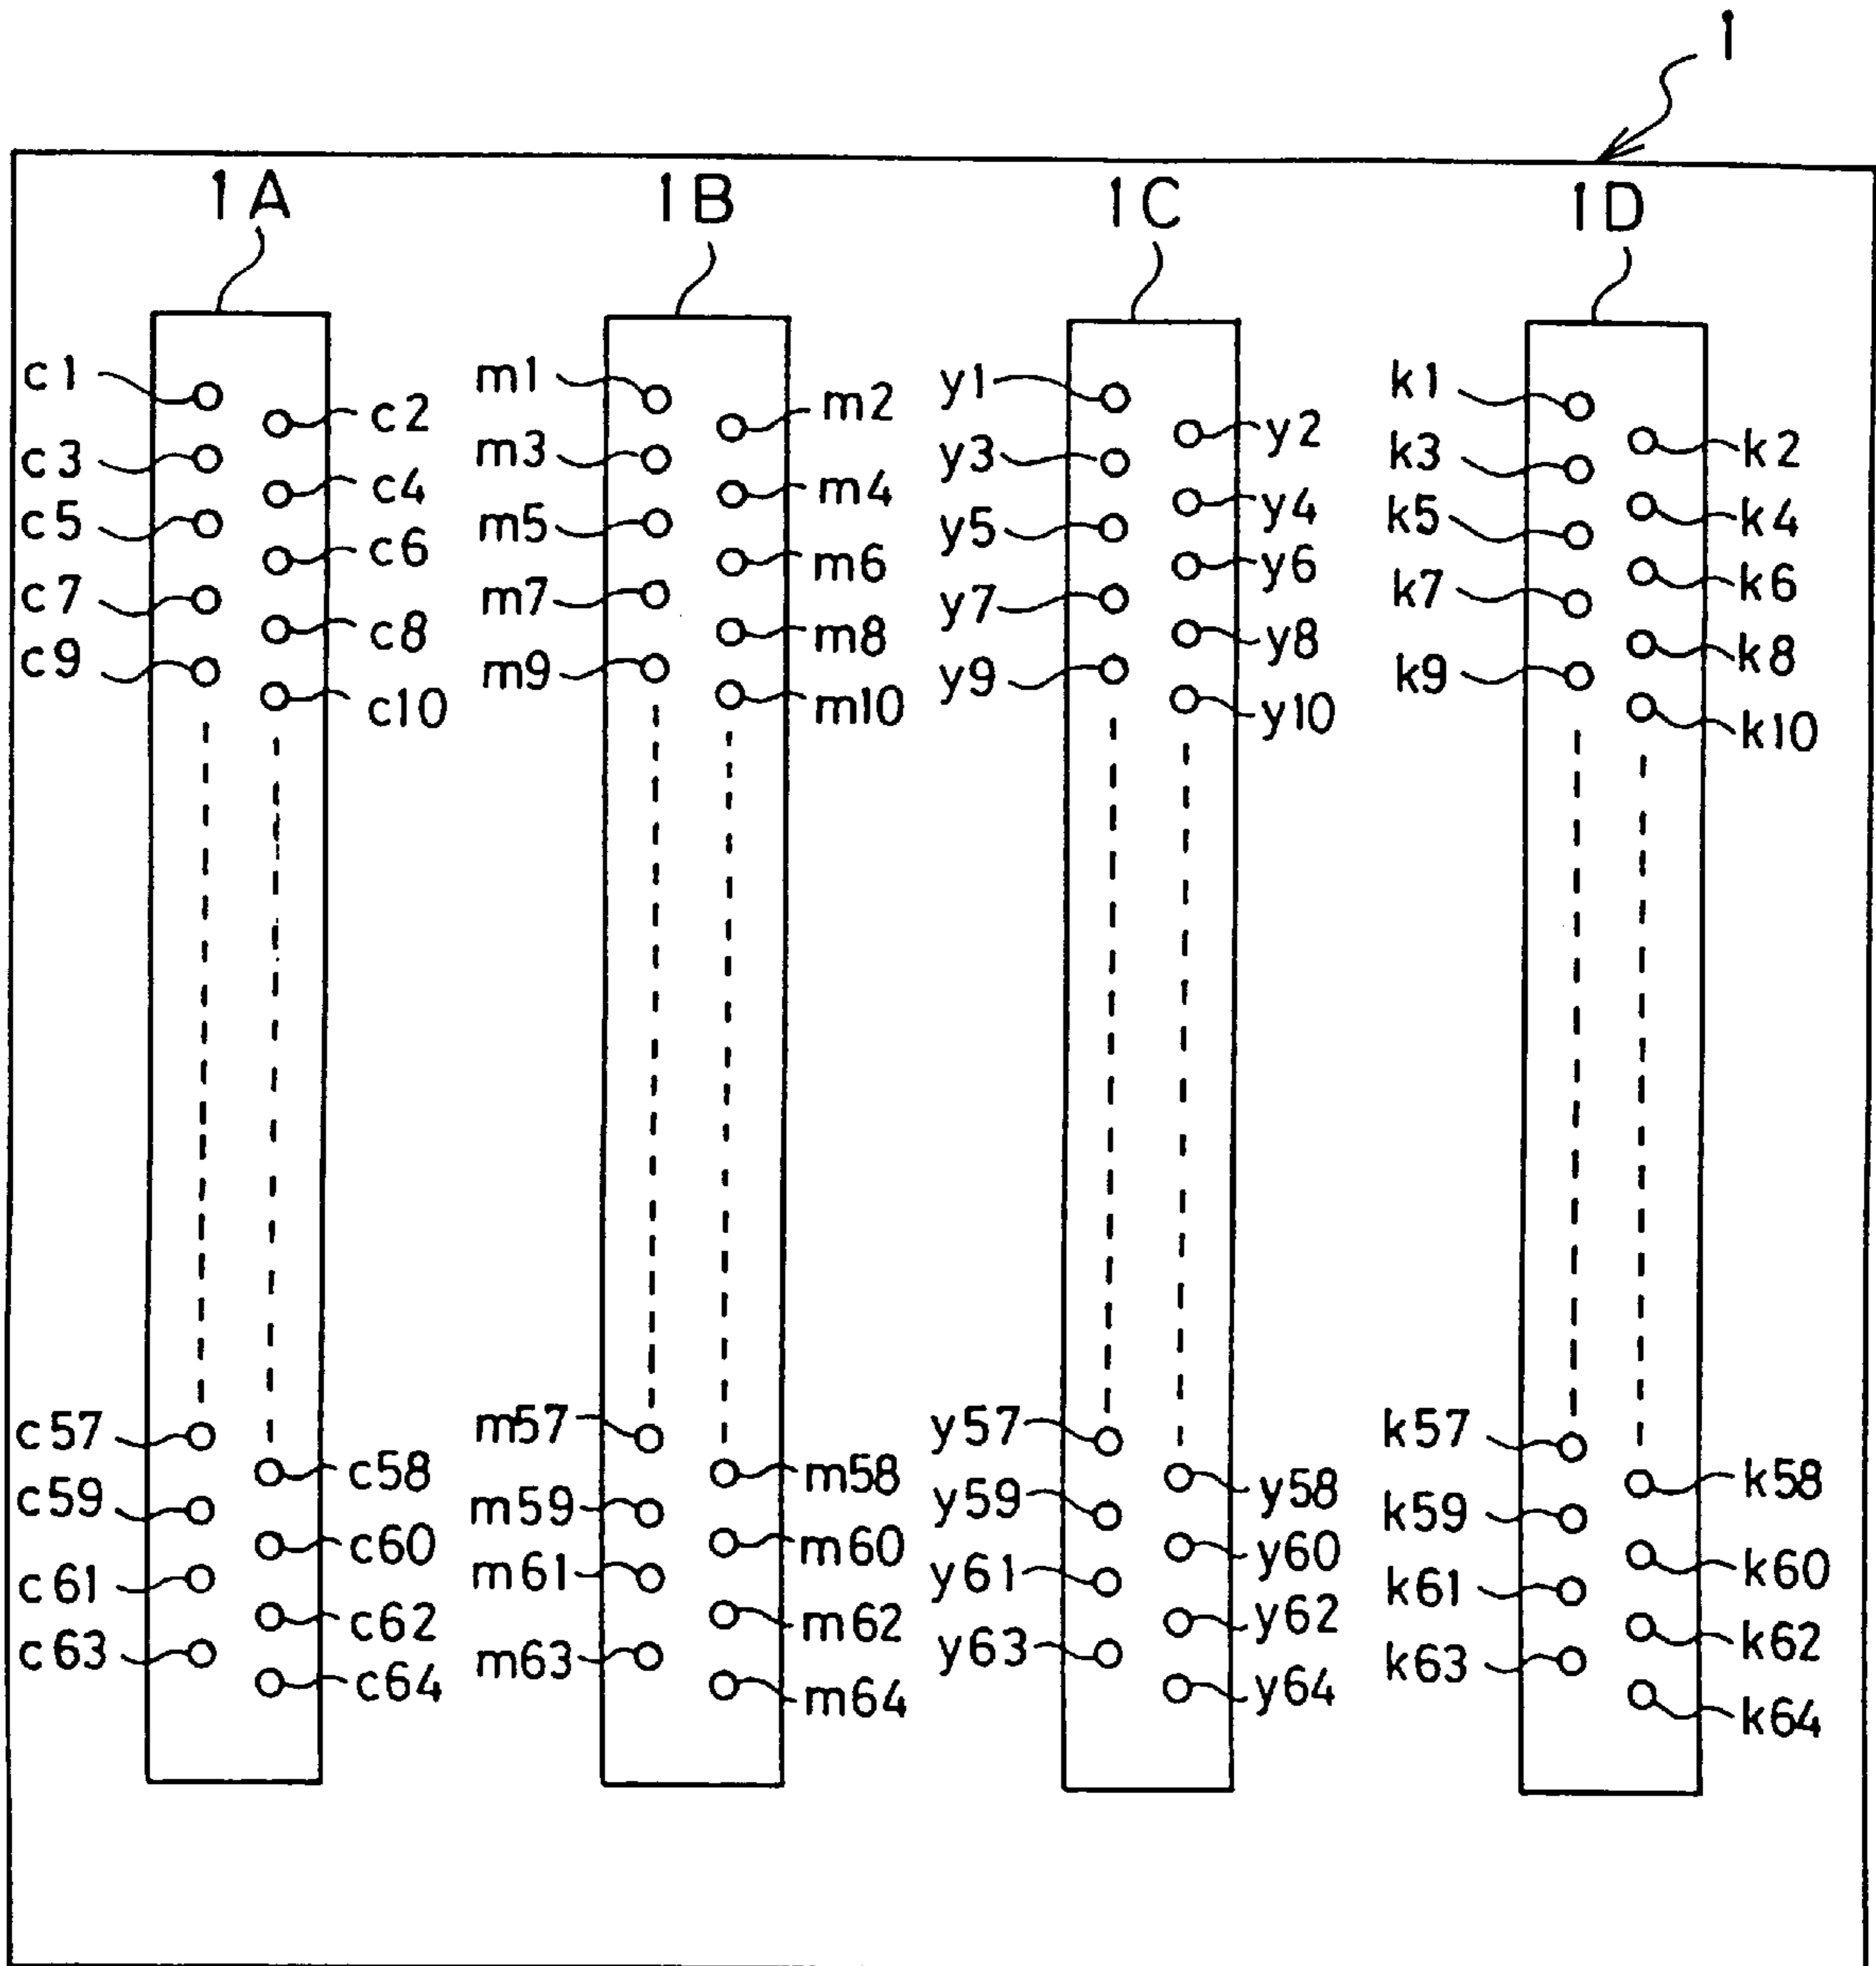 1
1A 1B 1C 1D
c1 m1 y1 k1
c2 m2 y2 k2
c3 m3 y3 k3
c4 m4 y4 k4
c5 m5 y5 k5
c6 m6 y6 k6
c7 m7 y7 k7
c8 m8 y8 k8
c9 m9 y9 k9
c10 m10 y10 k10
c57 m57 y57 k57
c58 m58 y58 k58
c59 m59 y59 k59
c60 m60 y60 k60
c61 m61 y61 k61
c62 m62 y62 k62
c63 m63 y63 k63
c64 m64 y64 k64